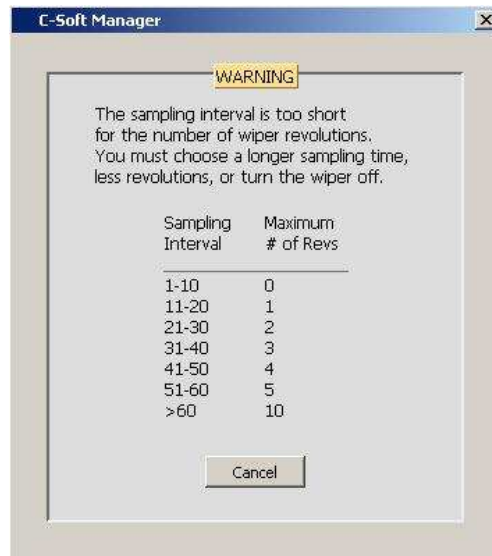 C-Soft Manager
WARNING
The sampling interval is too short
for the number of wiper revolutions.
You must choose a longer sampling time,
less revolutions, or turn the wiper off.
Sampling Maximum
Interval # of Revs
1-10 0
11-20 1
21-30 2
31-40 3
41-50 4
51-60 5
>60 10
Cancel